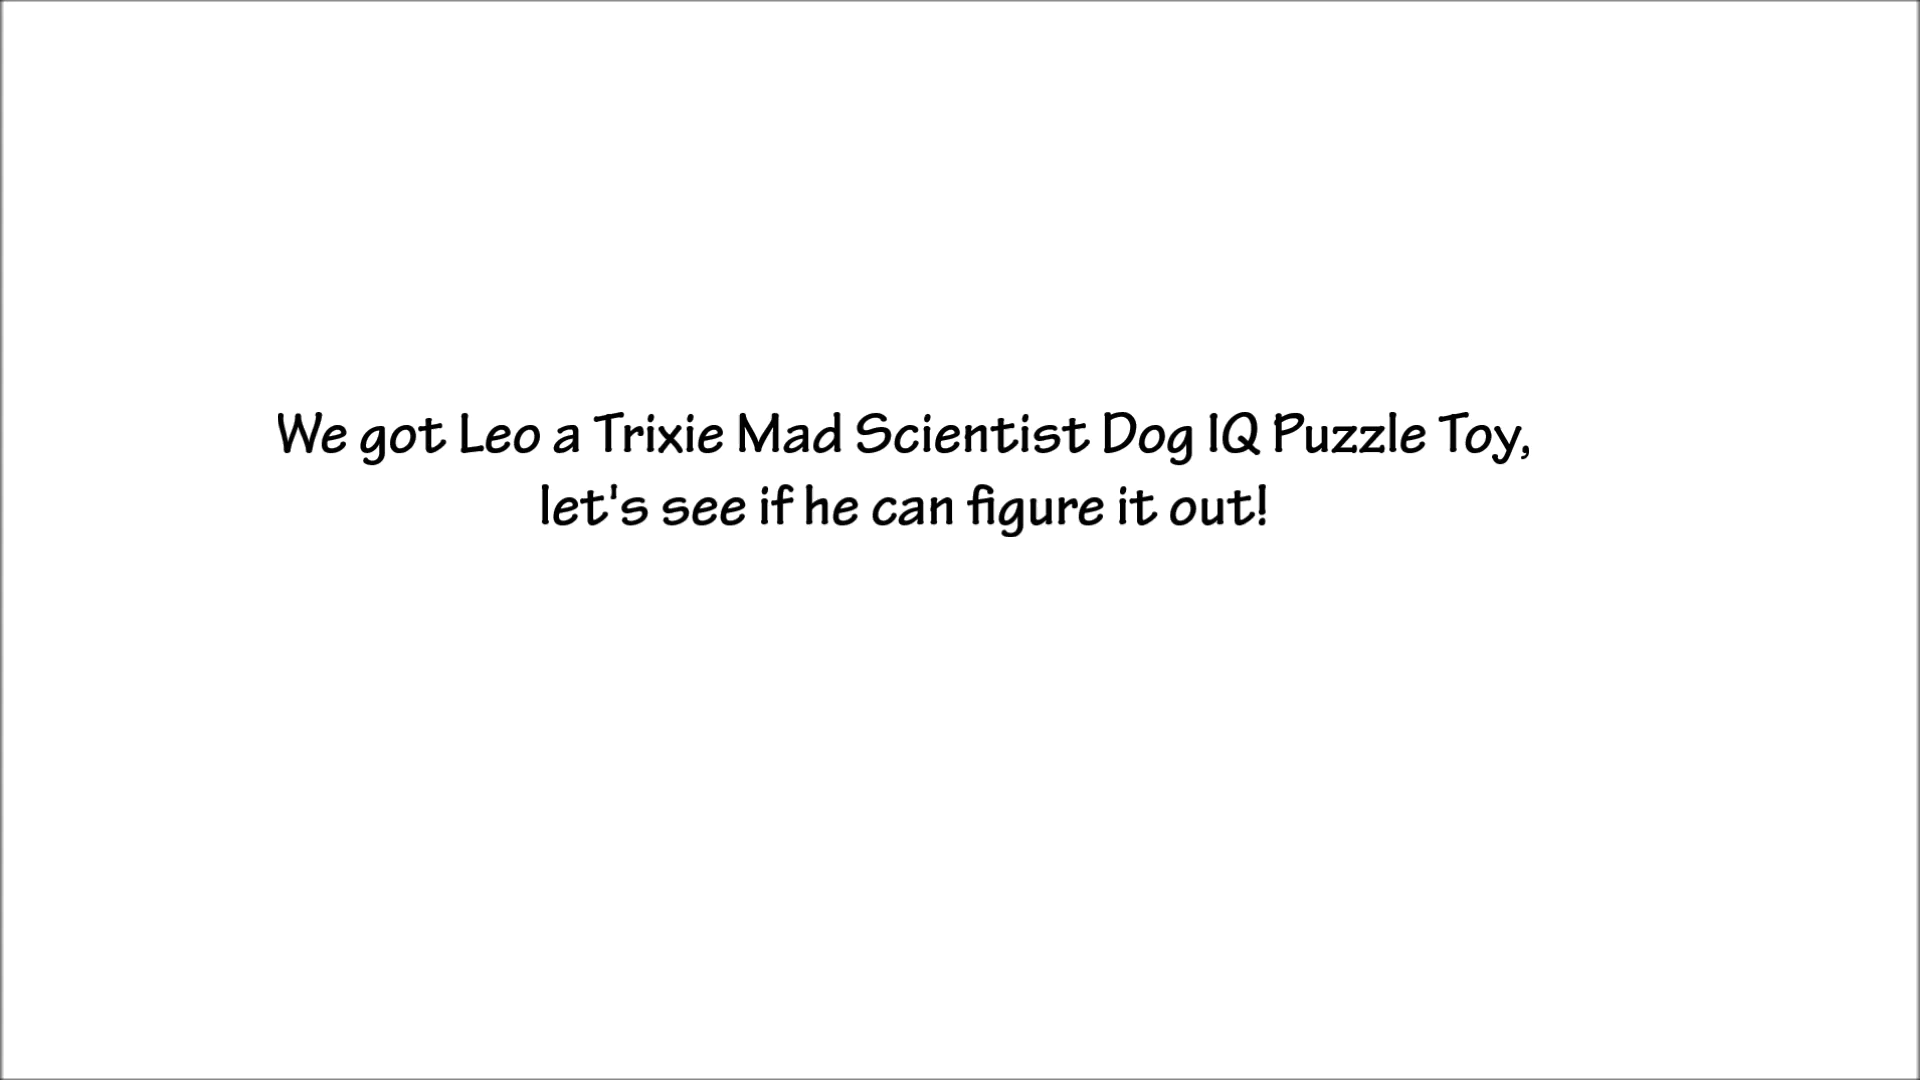 We got Leo a Trixie Mad Scientist Dog IQ Puzzle Toy,
let's see if he can figure it out!